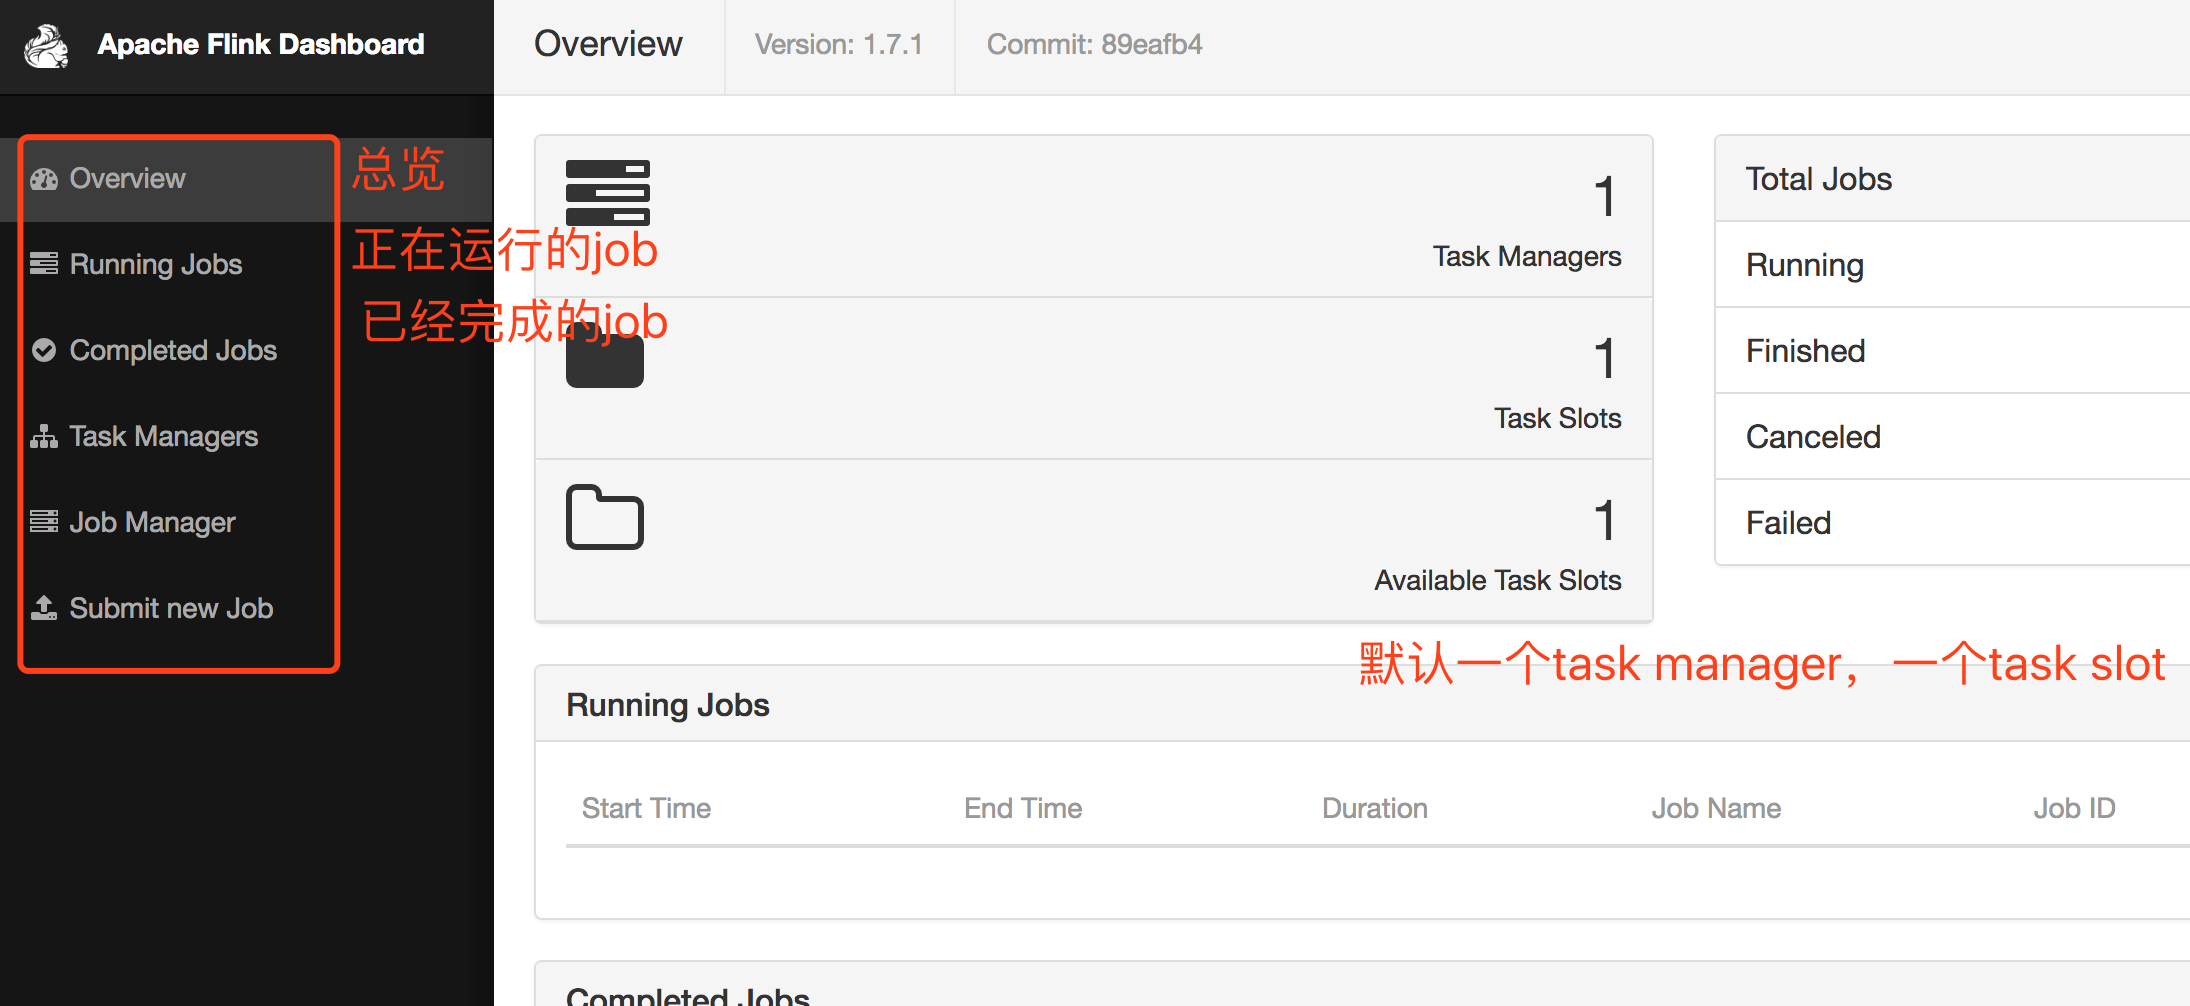 Apache Flink Dashboard
Overview
Version: 1.7.1
Commit: 89eafb4
Overview
总览
Running Jobs
正在运行的job
已经完成的job
Completed Jobs
Task Managers
Job Manager
Submit new Job
1
Task Managers
1
Task Slots
1
Available Task Slots
Total Jobs
Running
Finished
Canceled
Failed
默认一个task manager，一个task slot
Running Jobs
Start Time
End Time
Duration
Job Name
Job ID
Completed Jobs